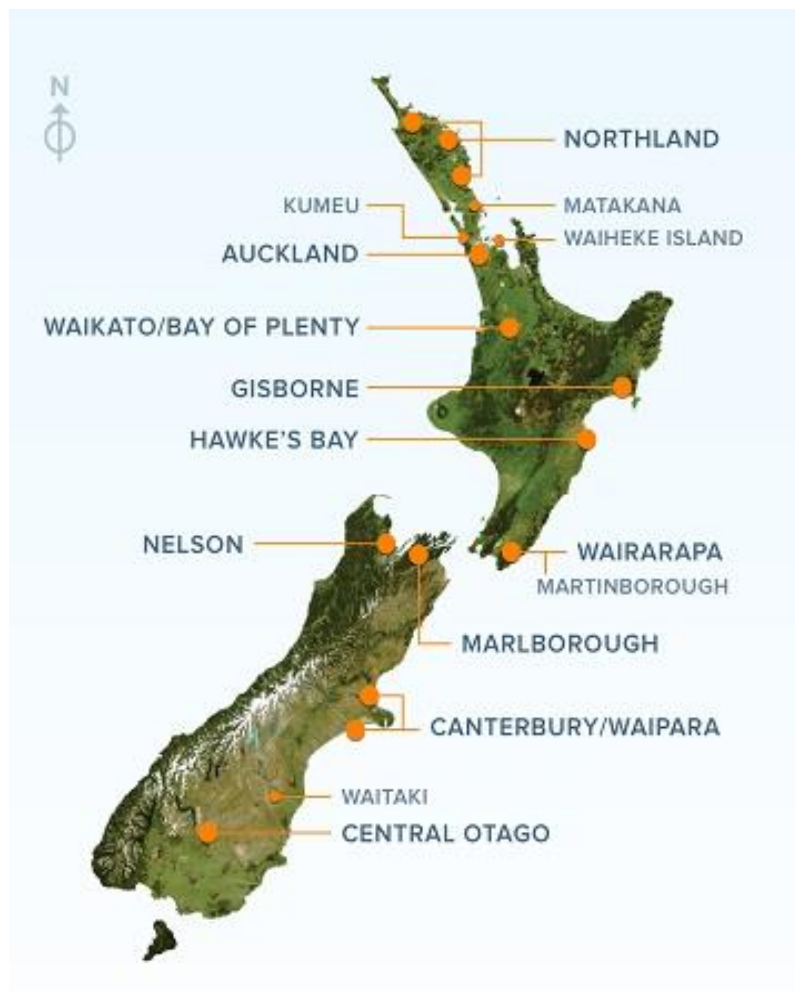 N
NORTHLAND
KUMEU
MATAKANA
WAIHEKE ISLAND
AUCKLAND
WAIKATO/BAY OF PLENTY
GISBORNE
HAWKE'S BAY
NELSON
WAIRARAPA
MARTINBOROUGH
MARLBOROUGH
CANTERBURY/WAIPARA
WAITAKI
CENTRAL OTAGO